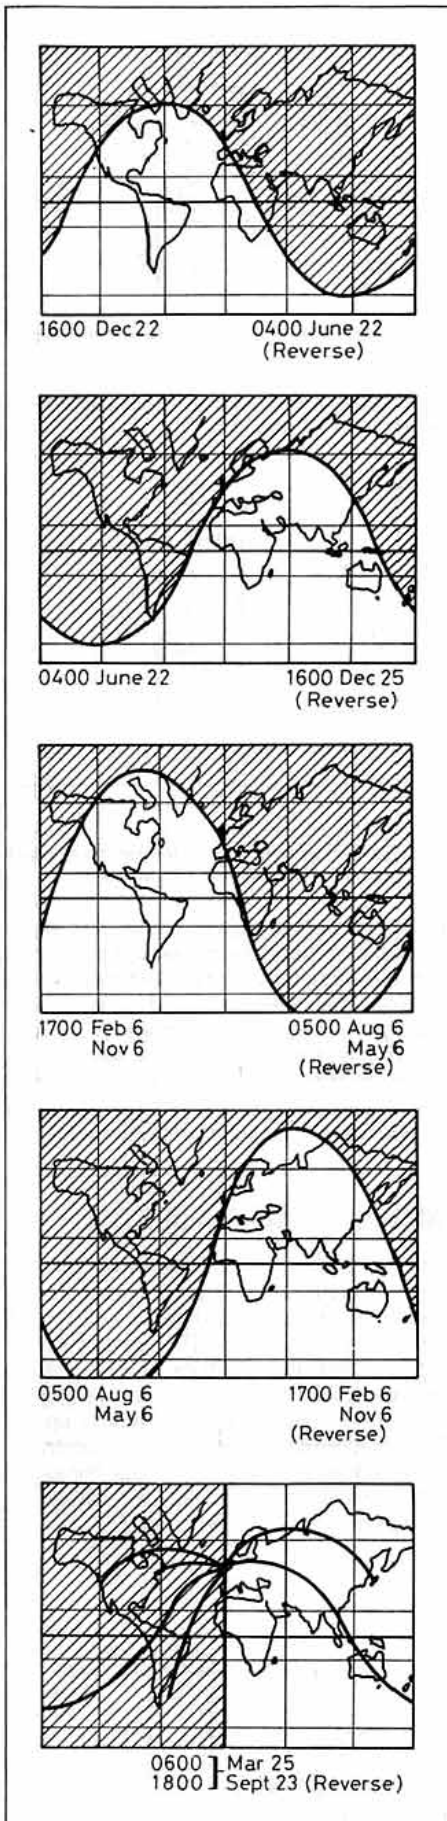 1600 Dec 22 0400 June 22
(Reverse)
0400 June 22 1600 Dec 25
(Reverse)
1700 Feb 6 0500 Aug 6
Nov 6 May 6
(Reverse)
0500 Aug 6 1700 Feb 6
May 6 Nov 6
(Reverse)
0600 Mar 25
1800 Sept 23 (Reverse)